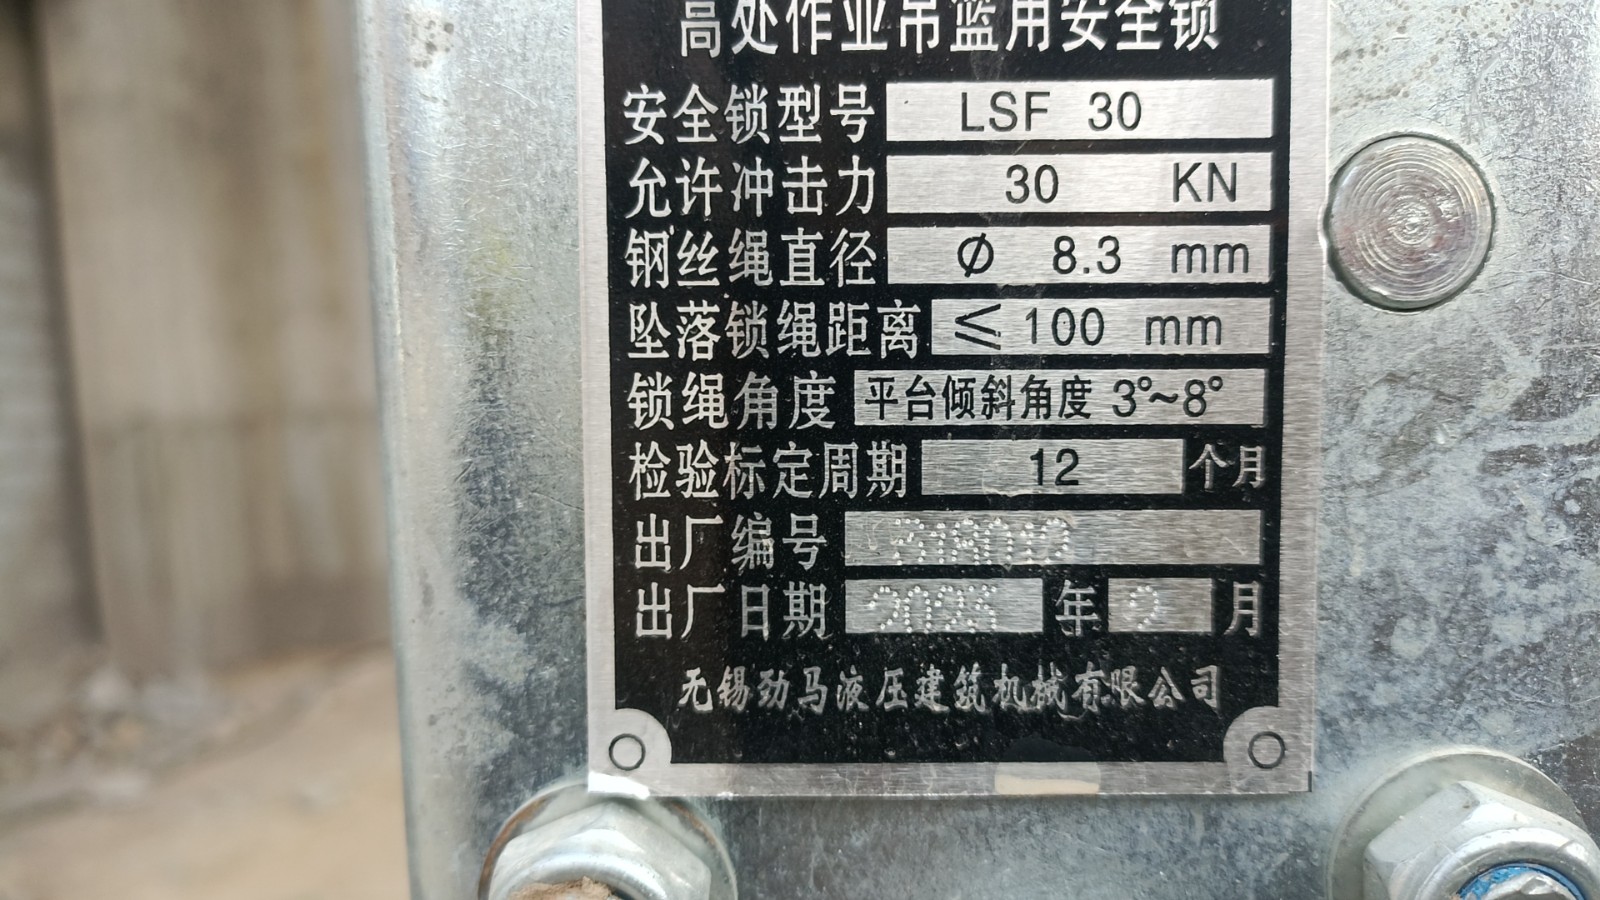 高处作业吊篮用安全锁
安全锁型号 LSF 30
允许冲击力 30 KN
钢丝绳直径 Ø 8.3 mm
坠落锁绳距离 ≤ 100 mm
锁绳角度 平台倾斜角度 3°~8°
检验标定周期 12 个月
出厂编号
出厂日期 年 月
无锡劲马液压建筑机械有限公司